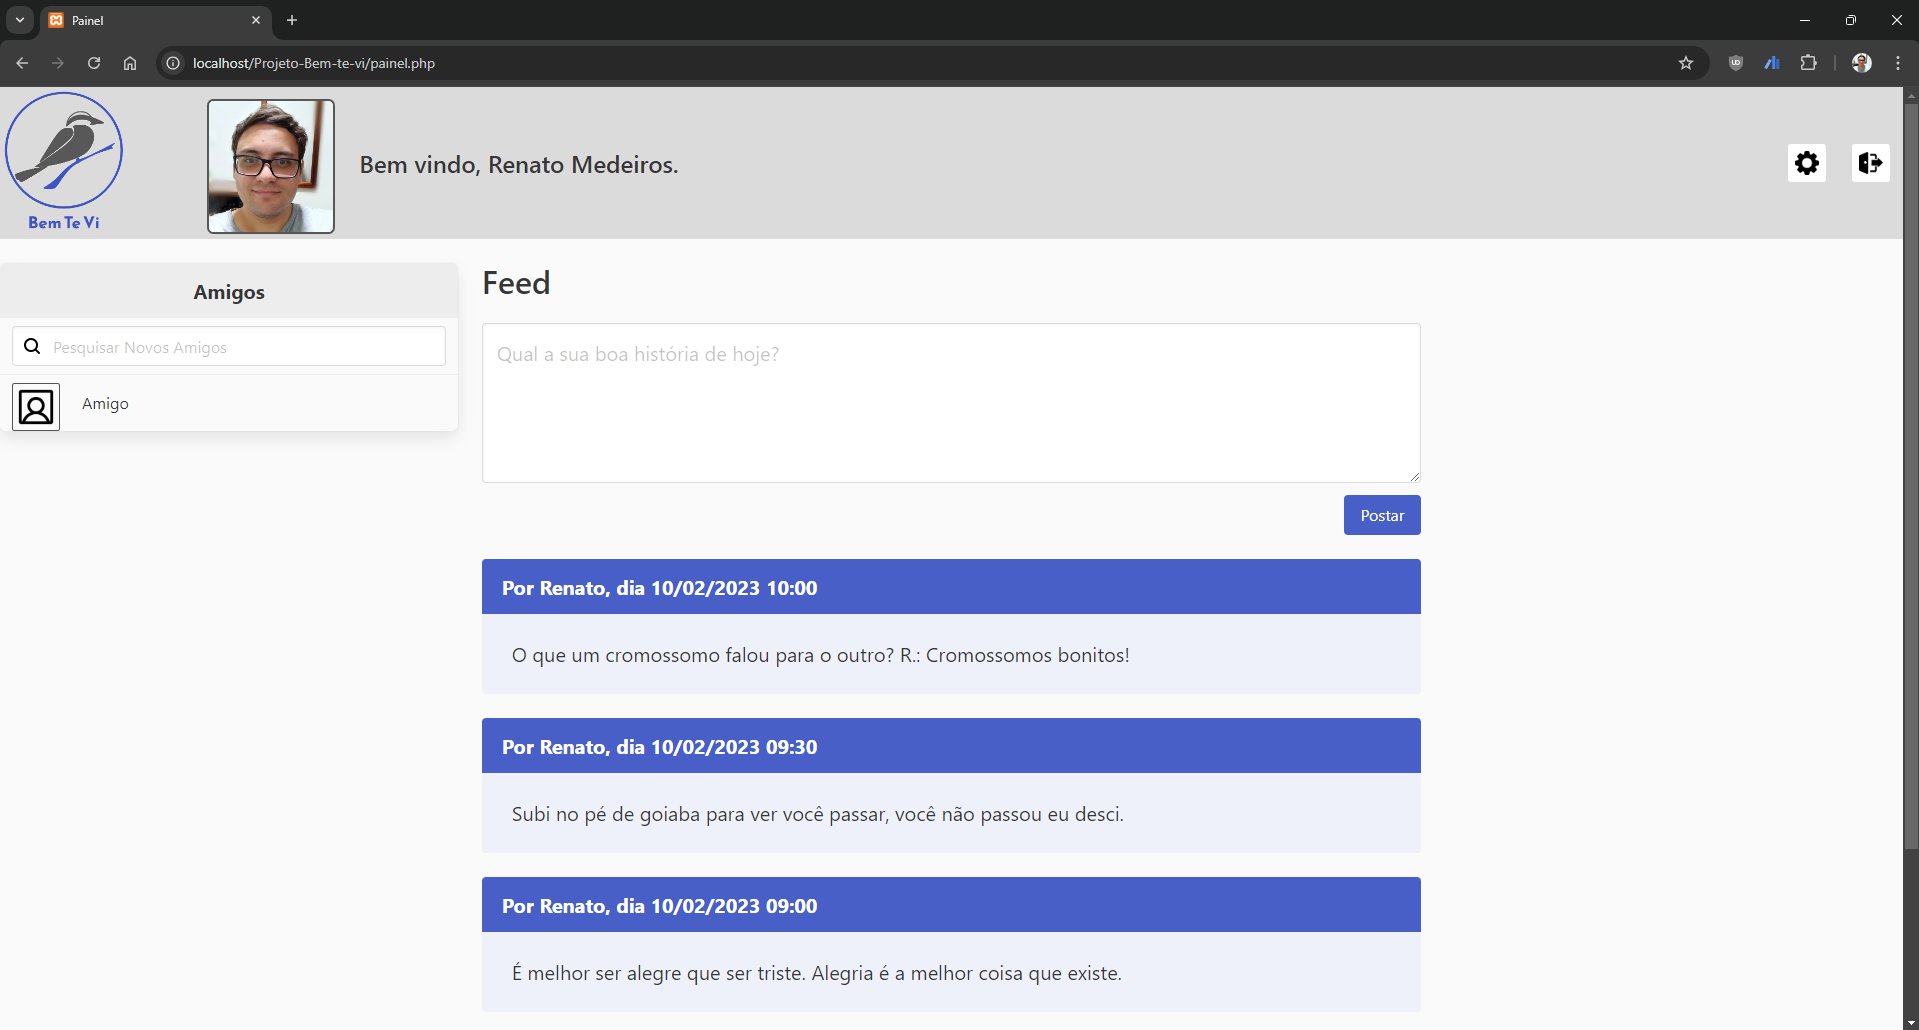 Painel
localhost/Projeto-Bem-te-vi/painel.php
Bem Te Vi
Bem vindo, Renato Medeiros.
Amigos
Pesquisar Novos Amigos
Amigo
Feed
Qual a sua boa história de hoje?
Postar
Por Renato, dia 10/02/2023 10:00
O que um cromossomo falou para o outro? R.: Cromossomos bonitos!
Por Renato, dia 10/02/2023 09:30
Subi no pé de goiaba para ver você passar, você não passou eu desci.
Por Renato, dia 10/02/2023 09:00
É melhor ser alegre que ser triste. Alegria é a melhor coisa que existe.